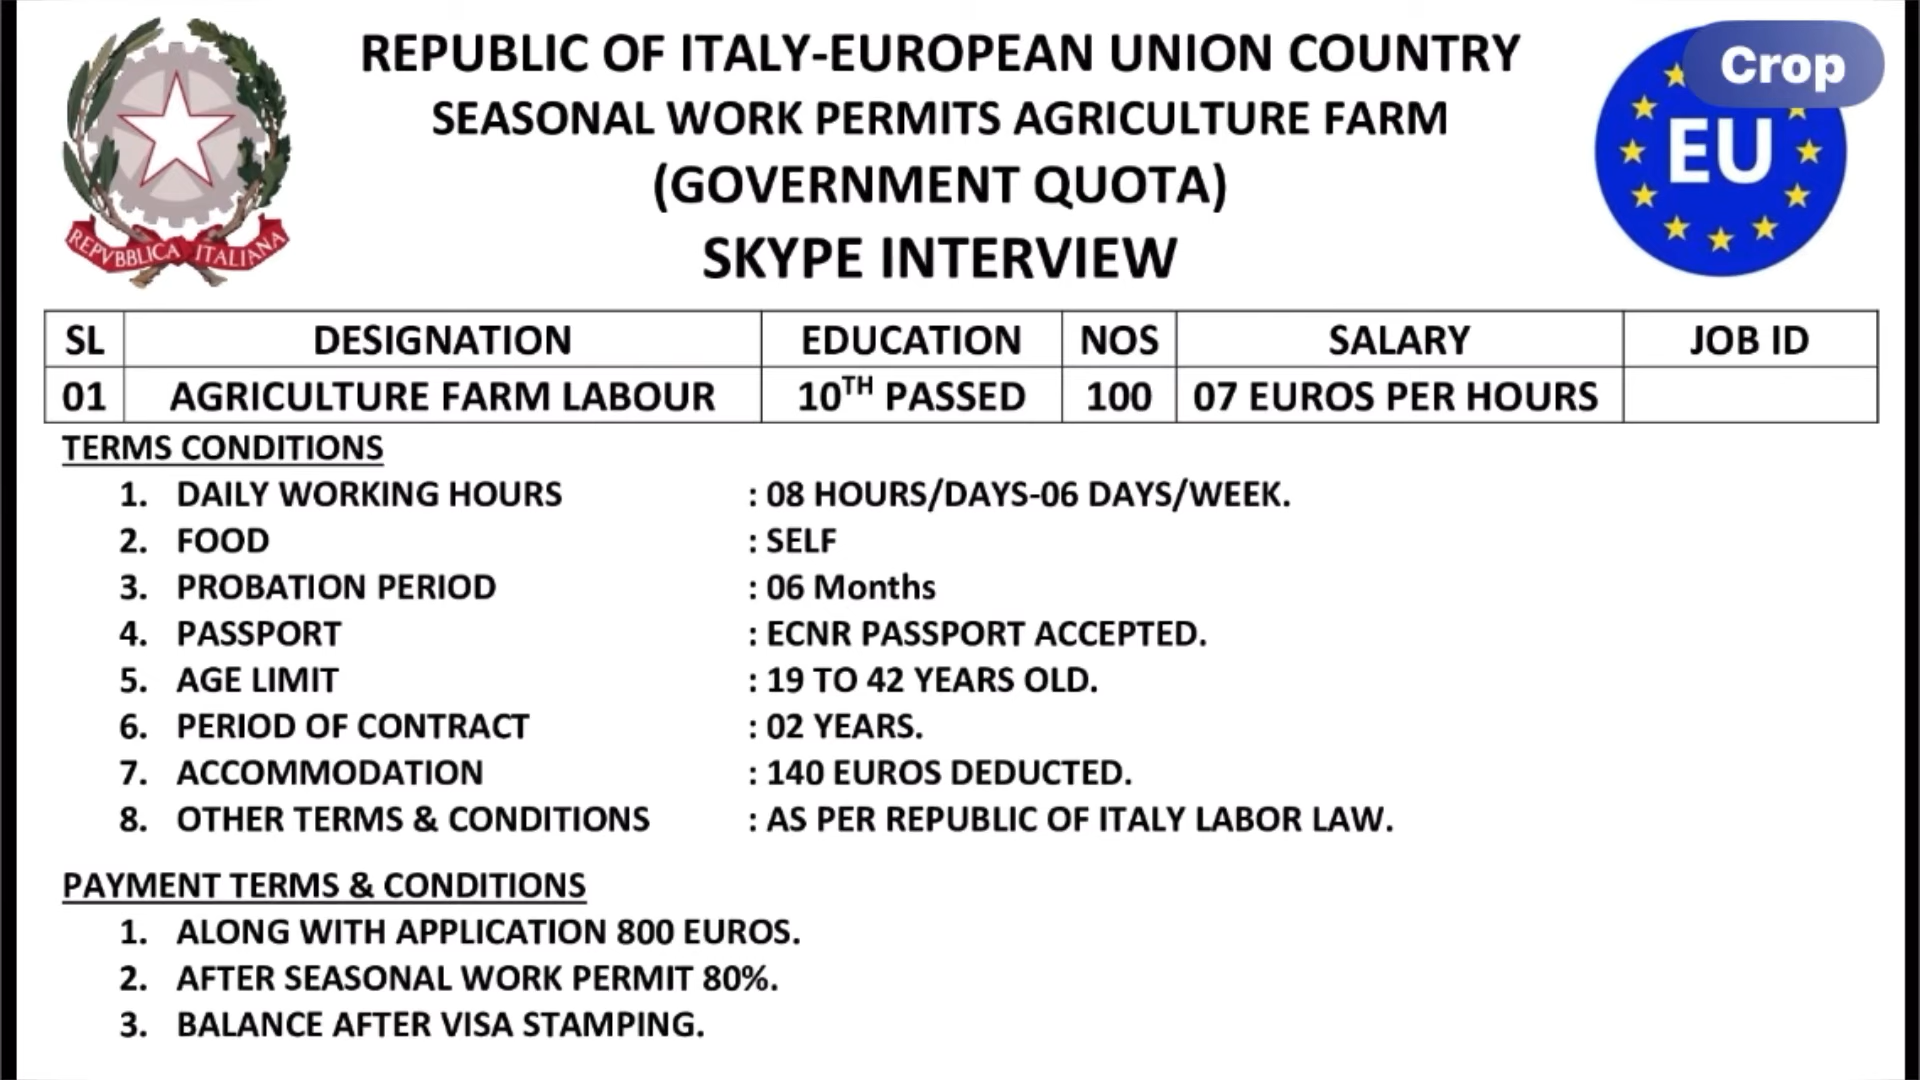 REPUBLIC OF ITALY-EUROPEAN UNION COUNTRY
SEASONAL WORK PERMITS AGRICULTURE FARM
(GOVERNMENT QUOTA)
SKYPE INTERVIEW
REPVBBLICA ITALIANA
Crop
EU
SL DESIGNATION EDUCATION NOS SALARY JOB ID
01 AGRICULTURE FARM LABOUR 10TH PASSED 100 07 EUROS PER HOURS
TERMS CONDITIONS
1. DAILY WORKING HOURS : 08 HOURS/DAYS-06 DAYS/WEEK.
2. FOOD : SELF
3. PROBATION PERIOD : 06 Months
4. PASSPORT : ECNR PASSPORT ACCEPTED.
5. AGE LIMIT : 19 TO 42 YEARS OLD.
6. PERIOD OF CONTRACT : 02 YEARS.
7. ACCOMMODATION : 140 EUROS DEDUCTED.
8. OTHER TERMS & CONDITIONS : AS PER REPUBLIC OF ITALY LABOR LAW.
PAYMENT TERMS & CONDITIONS
1. ALONG WITH APPLICATION 800 EUROS.
2. AFTER SEASONAL WORK PERMIT 80%.
3. BALANCE AFTER VISA STAMPING.